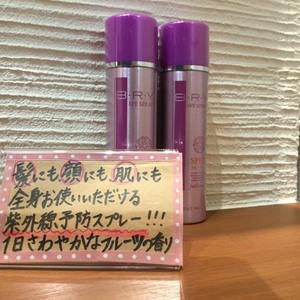 B・R・V
髪にも顔にも肌にも
全身お使いいただける
紫外線予防スプレー!!!
1日さわやかなフルーツの香り